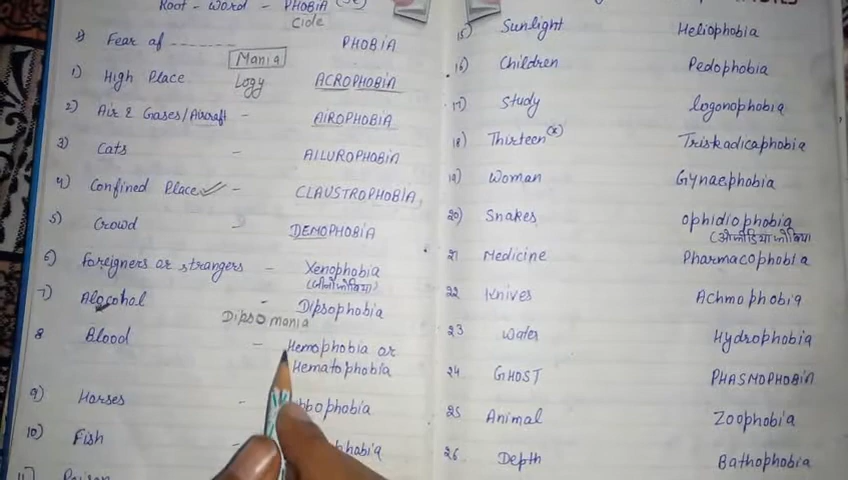 Root - Word - PHOBIA
Cide
Fear of -------- PHOBIA
Mania
1) High Place Logy ACROPHOBIA
2) Air & Gases/Aircraft - AIROPHOBIA
3) Cats - AILUROPHOBIA
4) Confined Place - CLAUSTROPHOBIA
5) Crowd - DEMOPHOBIA
6) Foreigners or strangers - Xenophobia
7) Alocohal - Dipsophobia
Dipsomania
8 Blood - Hemophobia or
Hematophobia
9) Horses -
10) Fish -
15) Sunlight Heliophobia
16) Children Pedophobia
17) Study logonophobia
18) Thirteen(*) Triskadicaphobia
19) Woman Gynaephobia
20) Snakes ophidiophobia
21 Medicine Pharmacophobia
22 Knives Achmophobia
23 Water Hydrophobia
24 GHOST PHASMOPHOBIA
25 Animal Zoophobia
26 Depth Bathophobia